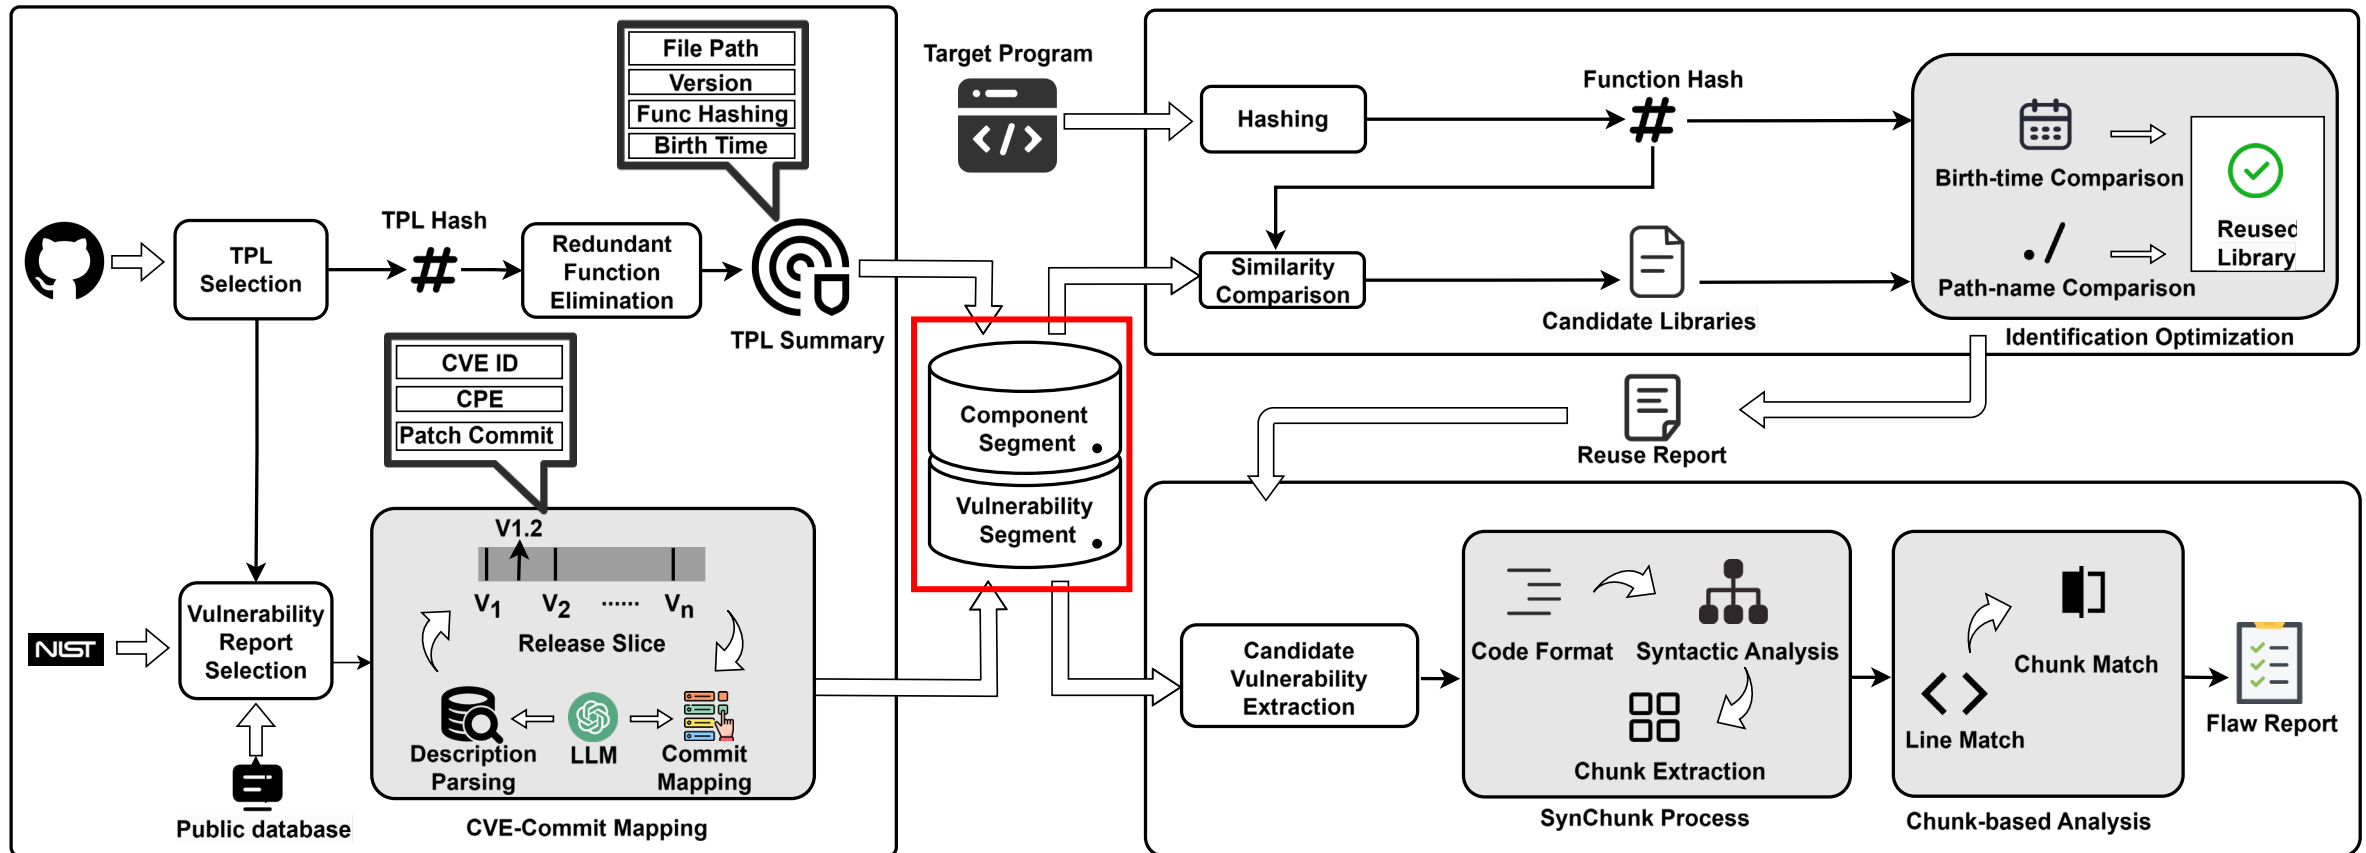 File Path
Version
Func Hashing
Birth Time
TPL
Selection
TPL Hash
#
Redundant
Function
Elimination
TPL Summary
CVE ID
CPE
Patch Commit
NIST
Vulnerability
Report
Selection
Public database
V1.2
V1
V2
......
Vn
Release Slice
Description
Parsing
LLM
Commit
Mapping
CVE-Commit Mapping
Component
Segment
Vulnerability
Segment
Target Program
</>
Hashing
Function Hash
#
Similarity
Comparison
Candidate Libraries
Birth-time Comparison
./
Path-name Comparison
Reused
Library
Identification Optimization
Reuse Report
Candidate
Vulnerability
Extraction
Code Format
Syntactic Analysis
Chunk Extraction
SynChunk Process
Line Match
Chunk Match
Chunk-based Analysis
Flaw Report